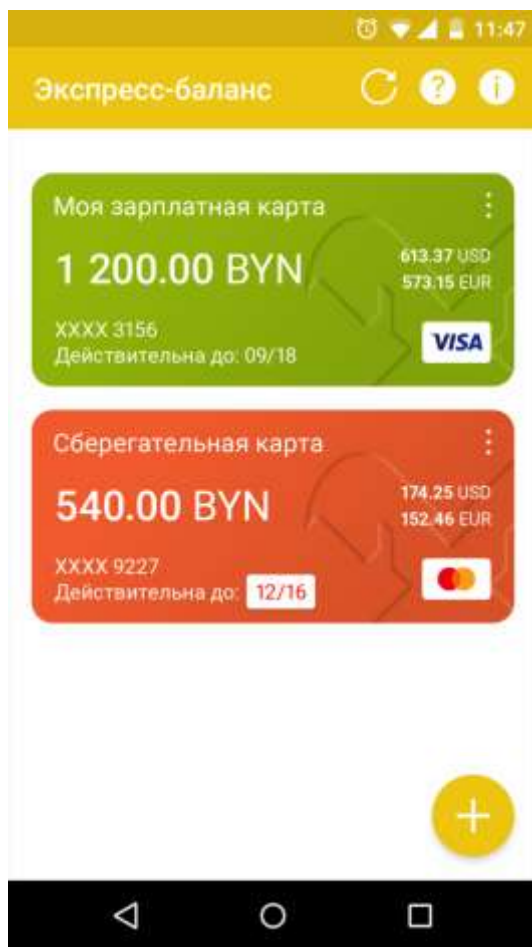 11:47
Экспресс-баланс
Моя зарплатная карта
1 200.00 BYN
613.37 USD
573.15 EUR
XXXX 3156
Действительна до: 09/18
VISA
Сберегательная карта
540.00 BYN
174.25 USD
152.46 EUR
XXXX 9227
Действительна до: 12/16